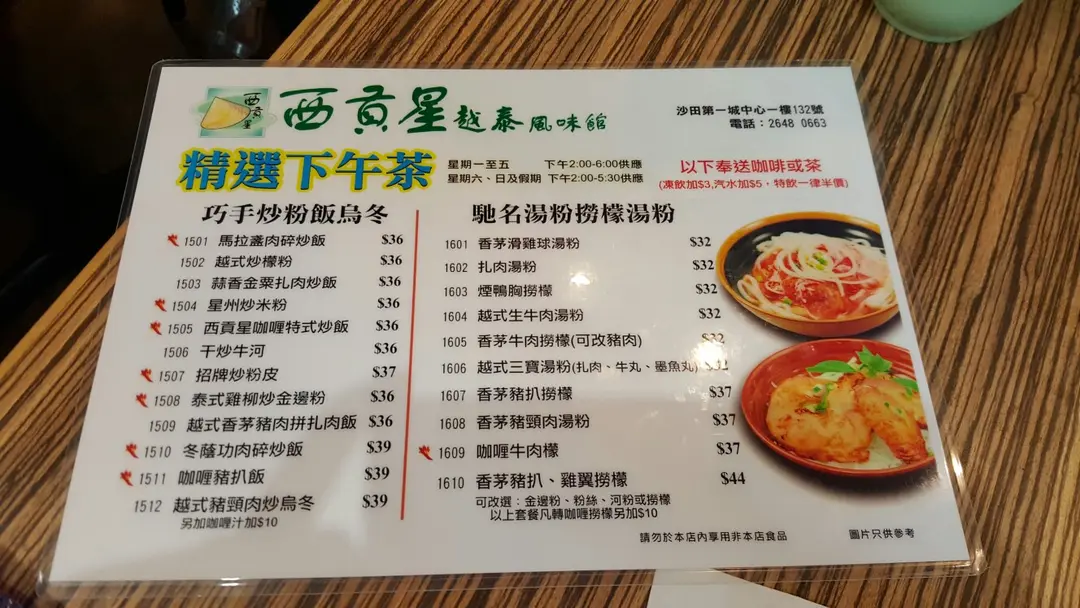 西貢星
西貢星越泰風味館
沙田第一城中心一樓132號
電話:2648 0663
精選下午茶
星期一至五 下午2:00-6:00供應
星期六、日及假期 下午2:00-5:30供應
以下奉送咖啡或茶
(凍飲加$3,汽水加$5,特飲一律半價)
巧手炒粉飯烏冬
1501 馬拉盞肉碎炒飯 $36
1502 越式炒檬粉 $36
1503 蒜香金粟扎肉炒飯 $36
1504 星州炒米粉 $36
1505 西貢星咖喱特式炒飯 $36
1506 干炒牛河 $36
1507 招牌炒粉皮 $37
1508 泰式雞柳炒金邊粉 $36
1509 越式香茅豬肉拼扎肉飯 $36
1510 冬蔭功肉碎炒飯 $39
1511 咖喱豬扒飯 $39
1512 越式豬頸肉炒烏冬 $39
另加咖喱汁加$10
馳名湯粉撈檬湯粉
1601 香茅滑雞球湯粉 $32
1602 扎肉湯粉 $32
1603 煙鴨胸撈檬 $32
1604 越式生牛肉湯粉 $32
1605 香茅牛肉撈檬(可改豬肉) $32
1606 越式三寶湯粉(扎肉、牛丸、墨魚丸) $32
1607 香茅豬扒撈檬 $37
1608 香茅豬頸肉湯粉 $37
1609 咖喱牛肉檬 $37
1610 香茅豬扒、雞翼撈檬 $44
可改選:金邊粉、粉絲、河粉或撈檬
以上套餐凡轉咖喱撈檬另加$10
請勿於本店內享用非本店食品
圖片只供參考